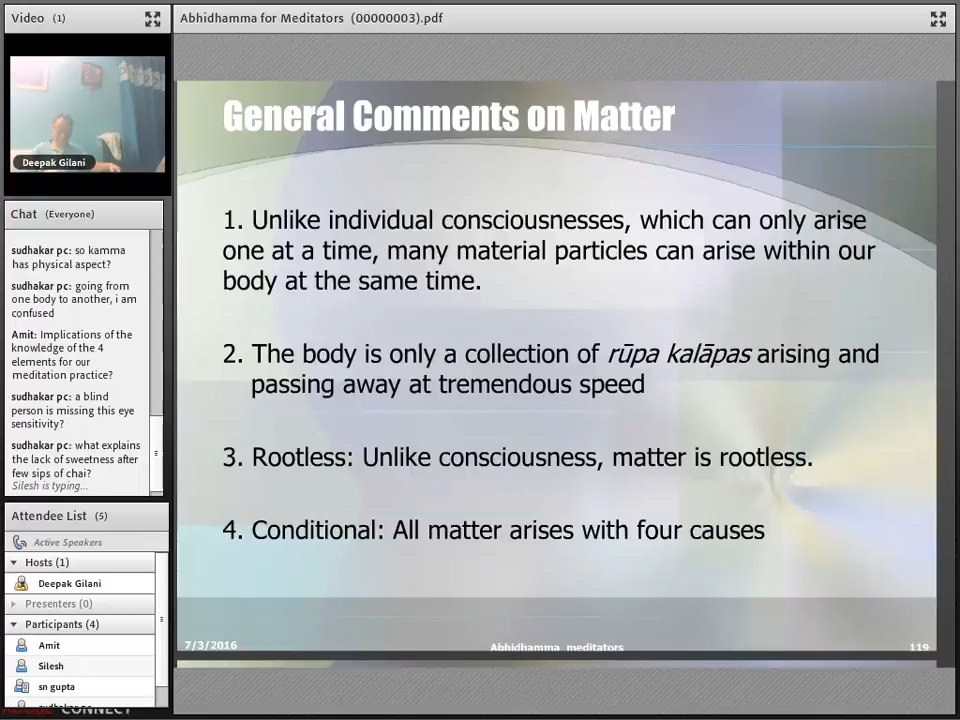 Video (1)
Abhidhamma for Meditators (00000003).pdf
Deepak Gilani
Chat (Everyone)
sudhakar pc: so kamma
has physical aspect?
sudhakar pc: going from
one body to another, i am
confused
Amit: Implications of the
knowledge of the 4
elements for our
meditation practice?
sudhakar pc: a blind
person is missing this eye
sensitivity?
sudhakar pc: what explains
the lack of sweetness after
few sips of chai?
Silesh is typing...
Attendee List (5)
Active Speakers
Hosts (1)
Deepak Gilani
Presenters (0)
Participants (4)
Amit
Silesh
sn gupta
sudhakar pc
CONNECT
General Comments on Matter
1. Unlike individual consciousnesses, which can only arise
one at a time, many material particles can arise within our
body at the same time.
2. The body is only a collection of rūpa kalāpas arising and
passing away at tremendous speed
3. Rootless: Unlike consciousness, matter is rootless.
4. Conditional: All matter arises with four causes
7/3/2016
Abhidhamma meditators
119